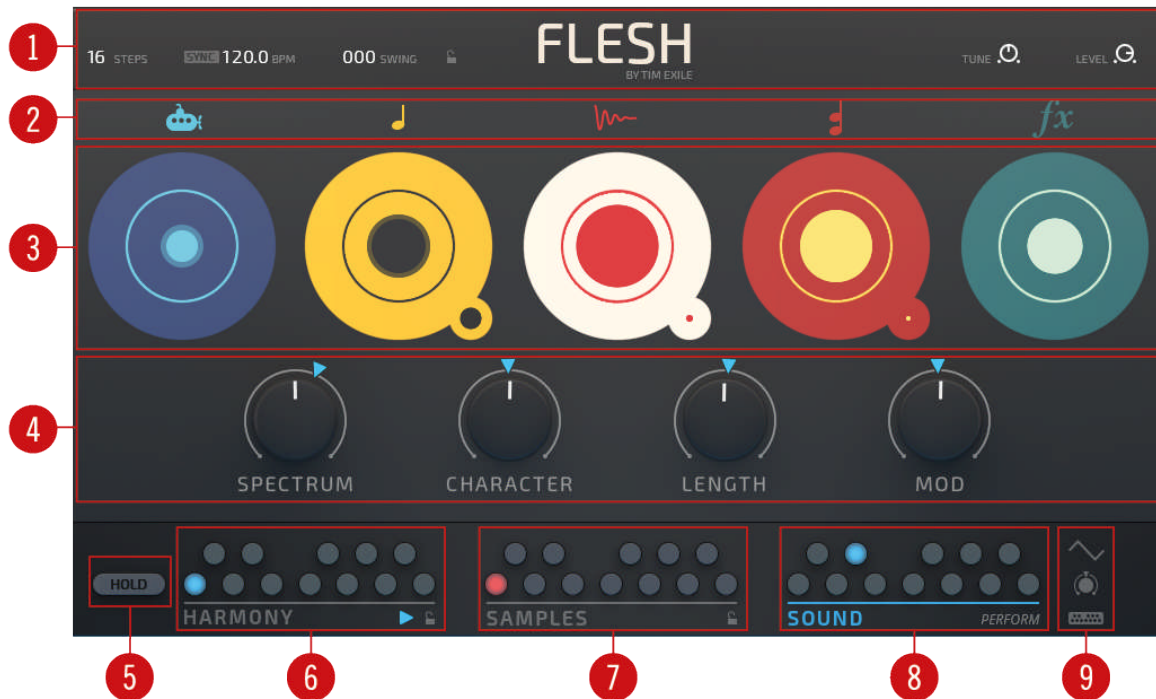 1
16 STEPS SYNC 120.0 BPM 000 SWING FLESH TUNE LEVEL
BY TIM EXILE
2
fx
3
4
SPECTRUM CHARACTER LENGTH MOD
HOLD
HARMONY SAMPLES SOUND PERFORM
5 6 7 8 9